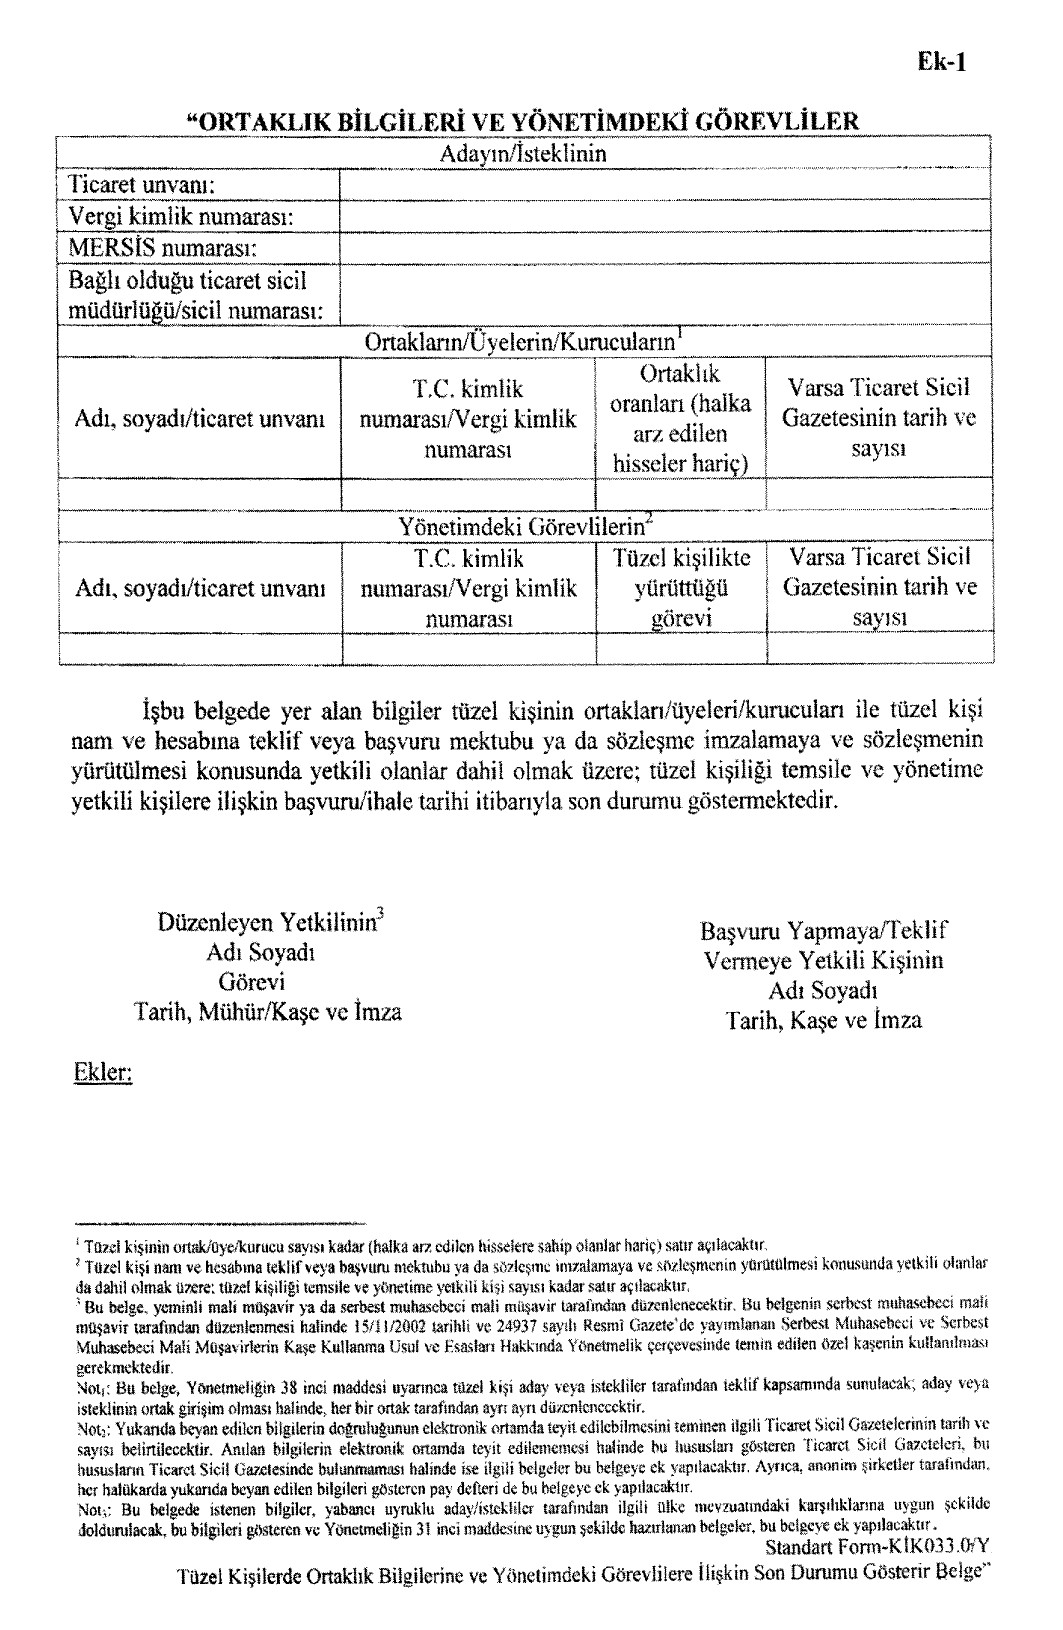 Ek-1
“ORTAKLIK BİLGİLERİ VE YÖNETİMDEKİ GÖREVLİLER
Adayın/İsteklinin
Ticaret unvanı:
Vergi kimlik numarası:
MERSİS numarası:
Bağlı olduğu ticaret sicil
müdürlüğü/sicil numarası:
Ortakların/Üyelerin/Kurucuların¹
Adı, soyadı/ticaret unvanı
T.C. kimlik
numarası/Vergi kimlik
numarası
Ortaklık
oranları (halka
arz edilen
hisseler hariç)
Varsa Ticaret Sicil
Gazetesinin tarih ve
sayısı
Yönetimdeki Görevlilerin²
Adı, soyadı/ticaret unvanı
T.C. kimlik
numarası/Vergi kimlik
numarası
Tüzel kişilikte
yürüttüğü
görevi
Varsa Ticaret Sicil
Gazetesinin tarih ve
sayısı
İşbu belgede yer alan bilgiler tüzel kişinin ortakları/üyeleri/kurucuları ile tüzel kişi
nam ve hesabına teklif veya başvuru mektubu ya da sözleşme imzalamaya ve sözleşmenin
yürütülmesi konusunda yetkili olanlar dahil olmak üzere; tüzel kişiliği temsile ve yönetime
yetkili kişilere ilişkin başvuru/ihale tarihi itibarıyla son durumu göstermektedir.
Düzenleyen Yetkilinin³
Adı Soyadı
Görevi
Tarih, Mühür/Kaşe ve İmza
Başvuru Yapmaya/Teklif
Vermeye Yetkili Kişinin
Adı Soyadı
Tarih, Kaşe ve İmza
Ekler:
¹ Tüzel kişinin ortak/üye/kurucu sayısı kadar (halka arz edilen hisselere sahip olanlar hariç) satır açılacaktır.
² Tüzel kişi nam ve hesabına teklif veya başvuru mektubu ya da sözleşme imzalamaya ve sözleşmenin yürütülmesi konusunda yetkili olanlar
da dahil olmak üzere; tüzel kişiliği temsile ve yönetime yetkili kişi sayısı kadar satır açılacaktır.
³ Bu belge, yeminli mali müşavir ya da serbest muhasebeci mali müşavir tarafından düzenlenecektir. Bu belgenin serbest muhasebeci mali
müşavir tarafından düzenlenmesi halinde 15/11/2002 tarihli ve 24937 sayılı Resmi Gazete'de yayımlanan Serbest Muhasebeci ve Serbest
Muhasebeci Mali Müşavirlerin Kaşe Kullanma Usul ve Esasları Hakkında Yönetmelik çerçevesinde temin edilen özel kaşenin kullanılması
gerekmektedir.
Not₁: Bu belge, Yönetmeliğin 38 inci maddesi uyarınca tüzel kişi aday veya istekliler tarafından teklif kapsamında sunulacak; aday veya
isteklinin ortak girişim olması halinde, her bir ortak tarafından ayrı ayrı düzenlenecektir.
Not₂: Yukarıda beyan edilen bilgilerin doğruluğunun elektronik ortamda teyit edilebilmesini teminen ilgili Ticaret Sicil Gazetelerinin tarih ve
sayısı belirtilecektir. Anılan bilgilerin elektronik ortamda teyit edilememesi halinde bu hususları gösteren Ticaret Sicil Gazeteleri, bu
hususların Ticaret Sicil Gazetesinde bulunmaması halinde ise ilgili belgeler bu belgeye ek yapılacaktır. Ayrıca, anonim şirketler tarafından,
her halükarda yukarıda beyan edilen bilgileri gösteren pay defteri de bu belgeye ek yapılacaktır.
Not₃: Bu belgede istenen bilgiler, yabancı uyruklu aday/istekliler tarafından ilgili ülke mevzuatındaki karşılıklarına uygun şekilde
doldurulacak, bu bilgileri gösteren ve Yönetmeliğin 31 inci maddesine uygun şekilde hazırlanan belgeler, bu belgeye ek yapılacaktır.
Standart Form-KİK033.0/Y
Tüzel Kişilerde Ortaklık Bilgilerine ve Yönetimdeki Görevlilere İlişkin Son Durumu Gösterir Belge”